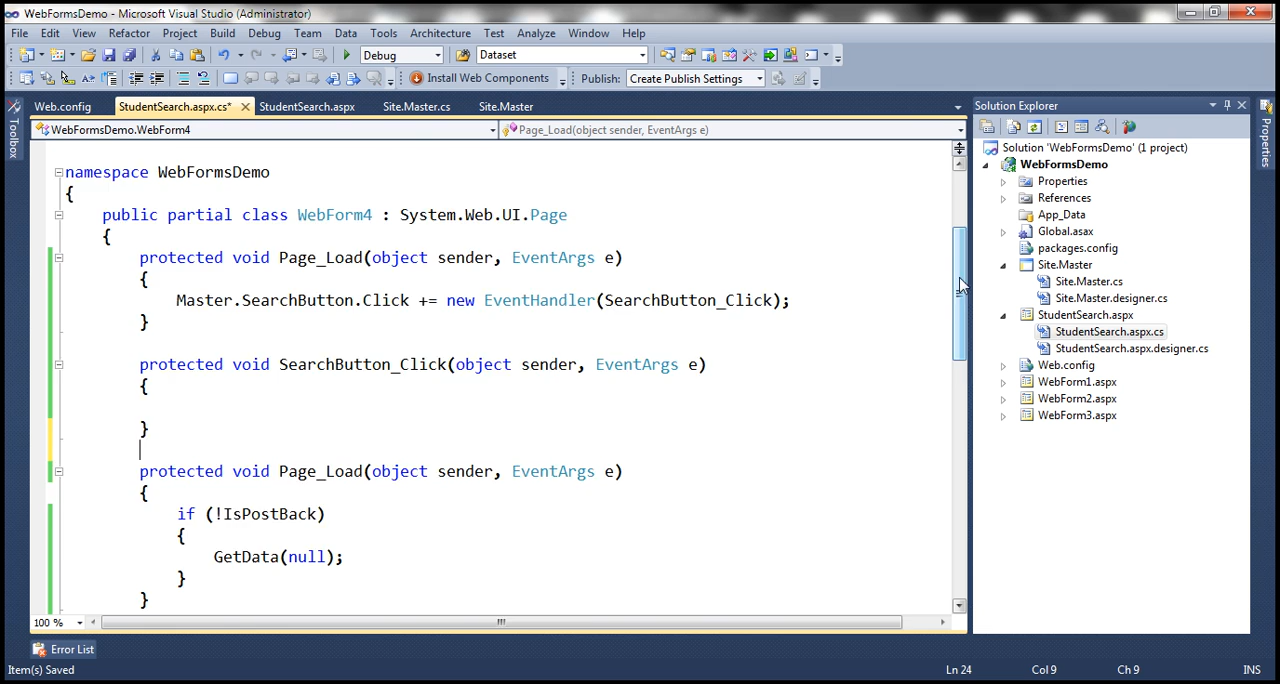 WebFormsDemo - Microsoft Visual Studio (Administrator)
File Edit View Refactor Project Build Debug Team Data Tools Architecture Test Analyze Window Help
Debug Dataset
Install Web Components Publish: Create Publish Settings
Web.config StudentSearch.aspx.cs* StudentSearch.aspx Site.Master.cs Site.Master
WebFormsDemo.WebForm4 Page_Load(object sender, EventArgs e)
Toolbox
namespace WebFormsDemo
{
public partial class WebForm4 : System.Web.UI.Page
{
protected void Page_Load(object sender, EventArgs e)
{
Master.SearchButton.Click += new EventHandler(SearchButton_Click);
}
protected void SearchButton_Click(object sender, EventArgs e)
{
}
protected void Page_Load(object sender, EventArgs e)
{
if (!IsPostBack)
{
GetData(null);
}
}
100 %
Solution Explorer
Solution 'WebFormsDemo' (1 project)
WebFormsDemo
Properties
References
App_Data
Global.asax
packages.config
Site.Master
Site.Master.cs
Site.Master.designer.cs
StudentSearch.aspx
StudentSearch.aspx.cs
StudentSearch.aspx.designer.cs
Web.config
WebForm1.aspx
WebForm2.aspx
WebForm3.aspx
Properties
Error List
Item(s) Saved Ln 24 Col 9 Ch 9 INS